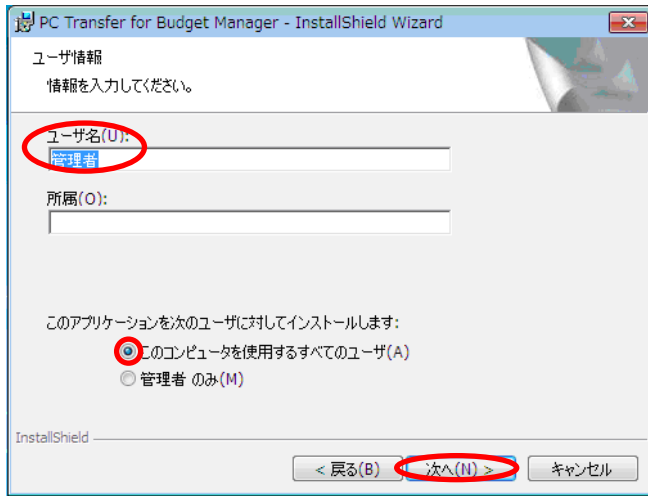 PC Transfer for Budget Manager - InstallShield Wizard
ユーザ情報
情報を入力してください。
ユーザ名(U):
管理者
所属(O):
このアプリケーションを次のユーザに対してインストールします:
このコンピュータを使用するすべてのユーザ(A)
管理者 のみ(M)
InstallShield
< 戻る(B) 次へ(N) > キャンセル